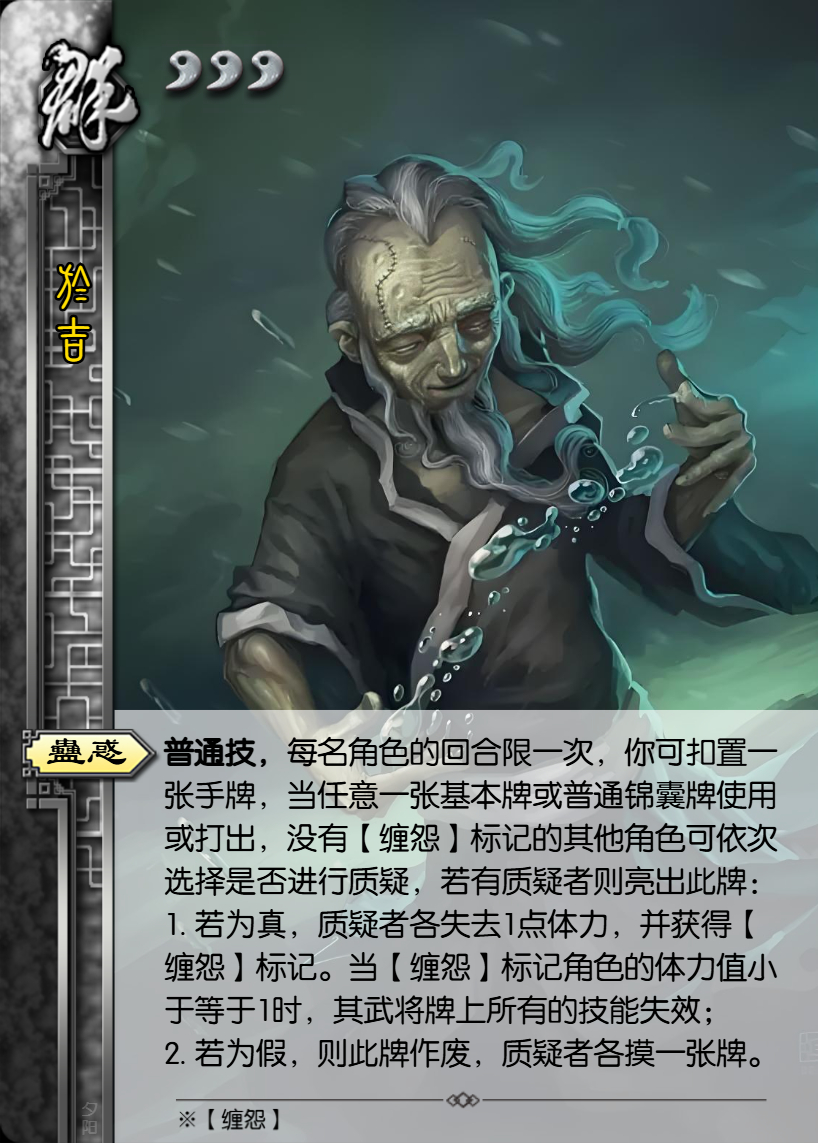 群
於吉
蠱惑
普通技，每名角色的回合限一次，你可扣置一
张手牌，当任意一张基本牌或普通锦囊牌使用
或打出，没有【缠怨】标记的其他角色可依次
选择是否进行质疑，若有质疑者则亮出此牌：
1. 若为真，质疑者各失去1点体力，并获得【
缠怨】标记。当【缠怨】标记角色的体力值小
于等于1时，其武将牌上所有的技能失效；
2. 若为假，则此牌作废，质疑者各摸一张牌。
※【缠怨】
夕阳